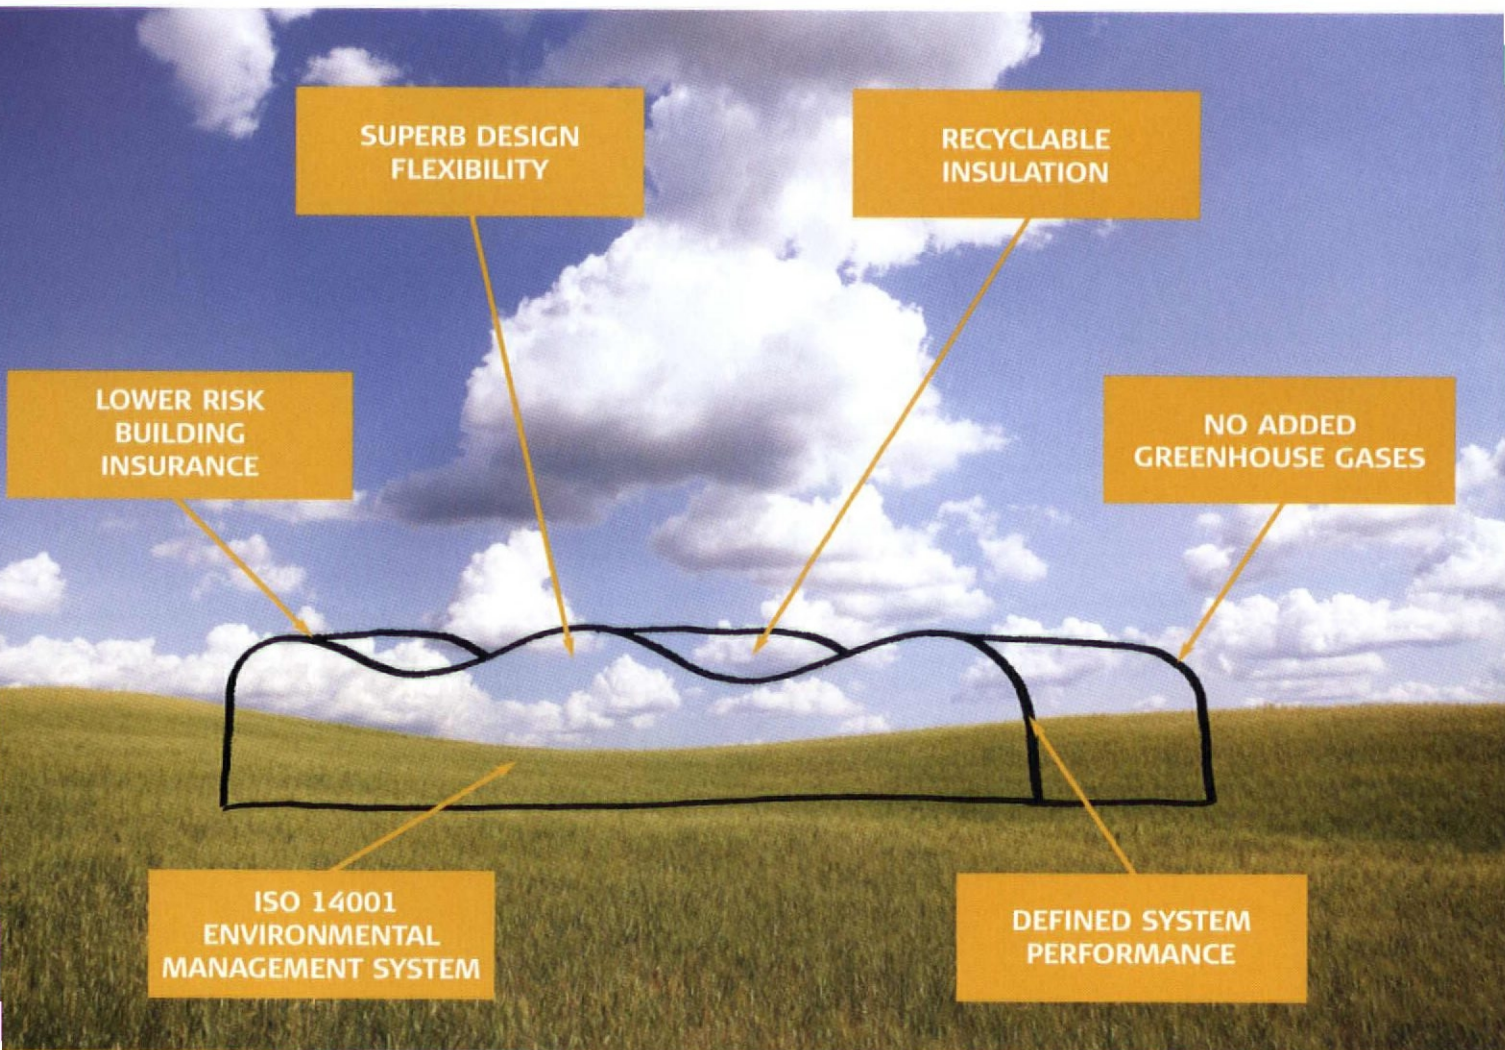 SUPERB DESIGN
FLEXIBILITY
RECYCLABLE
INSULATION
LOWER RISK
BUILDING
INSURANCE
NO ADDED
GREENHOUSE GASES
ISO 14001
ENVIRONMENTAL
MANAGEMENT SYSTEM
DEFINED SYSTEM
PERFORMANCE